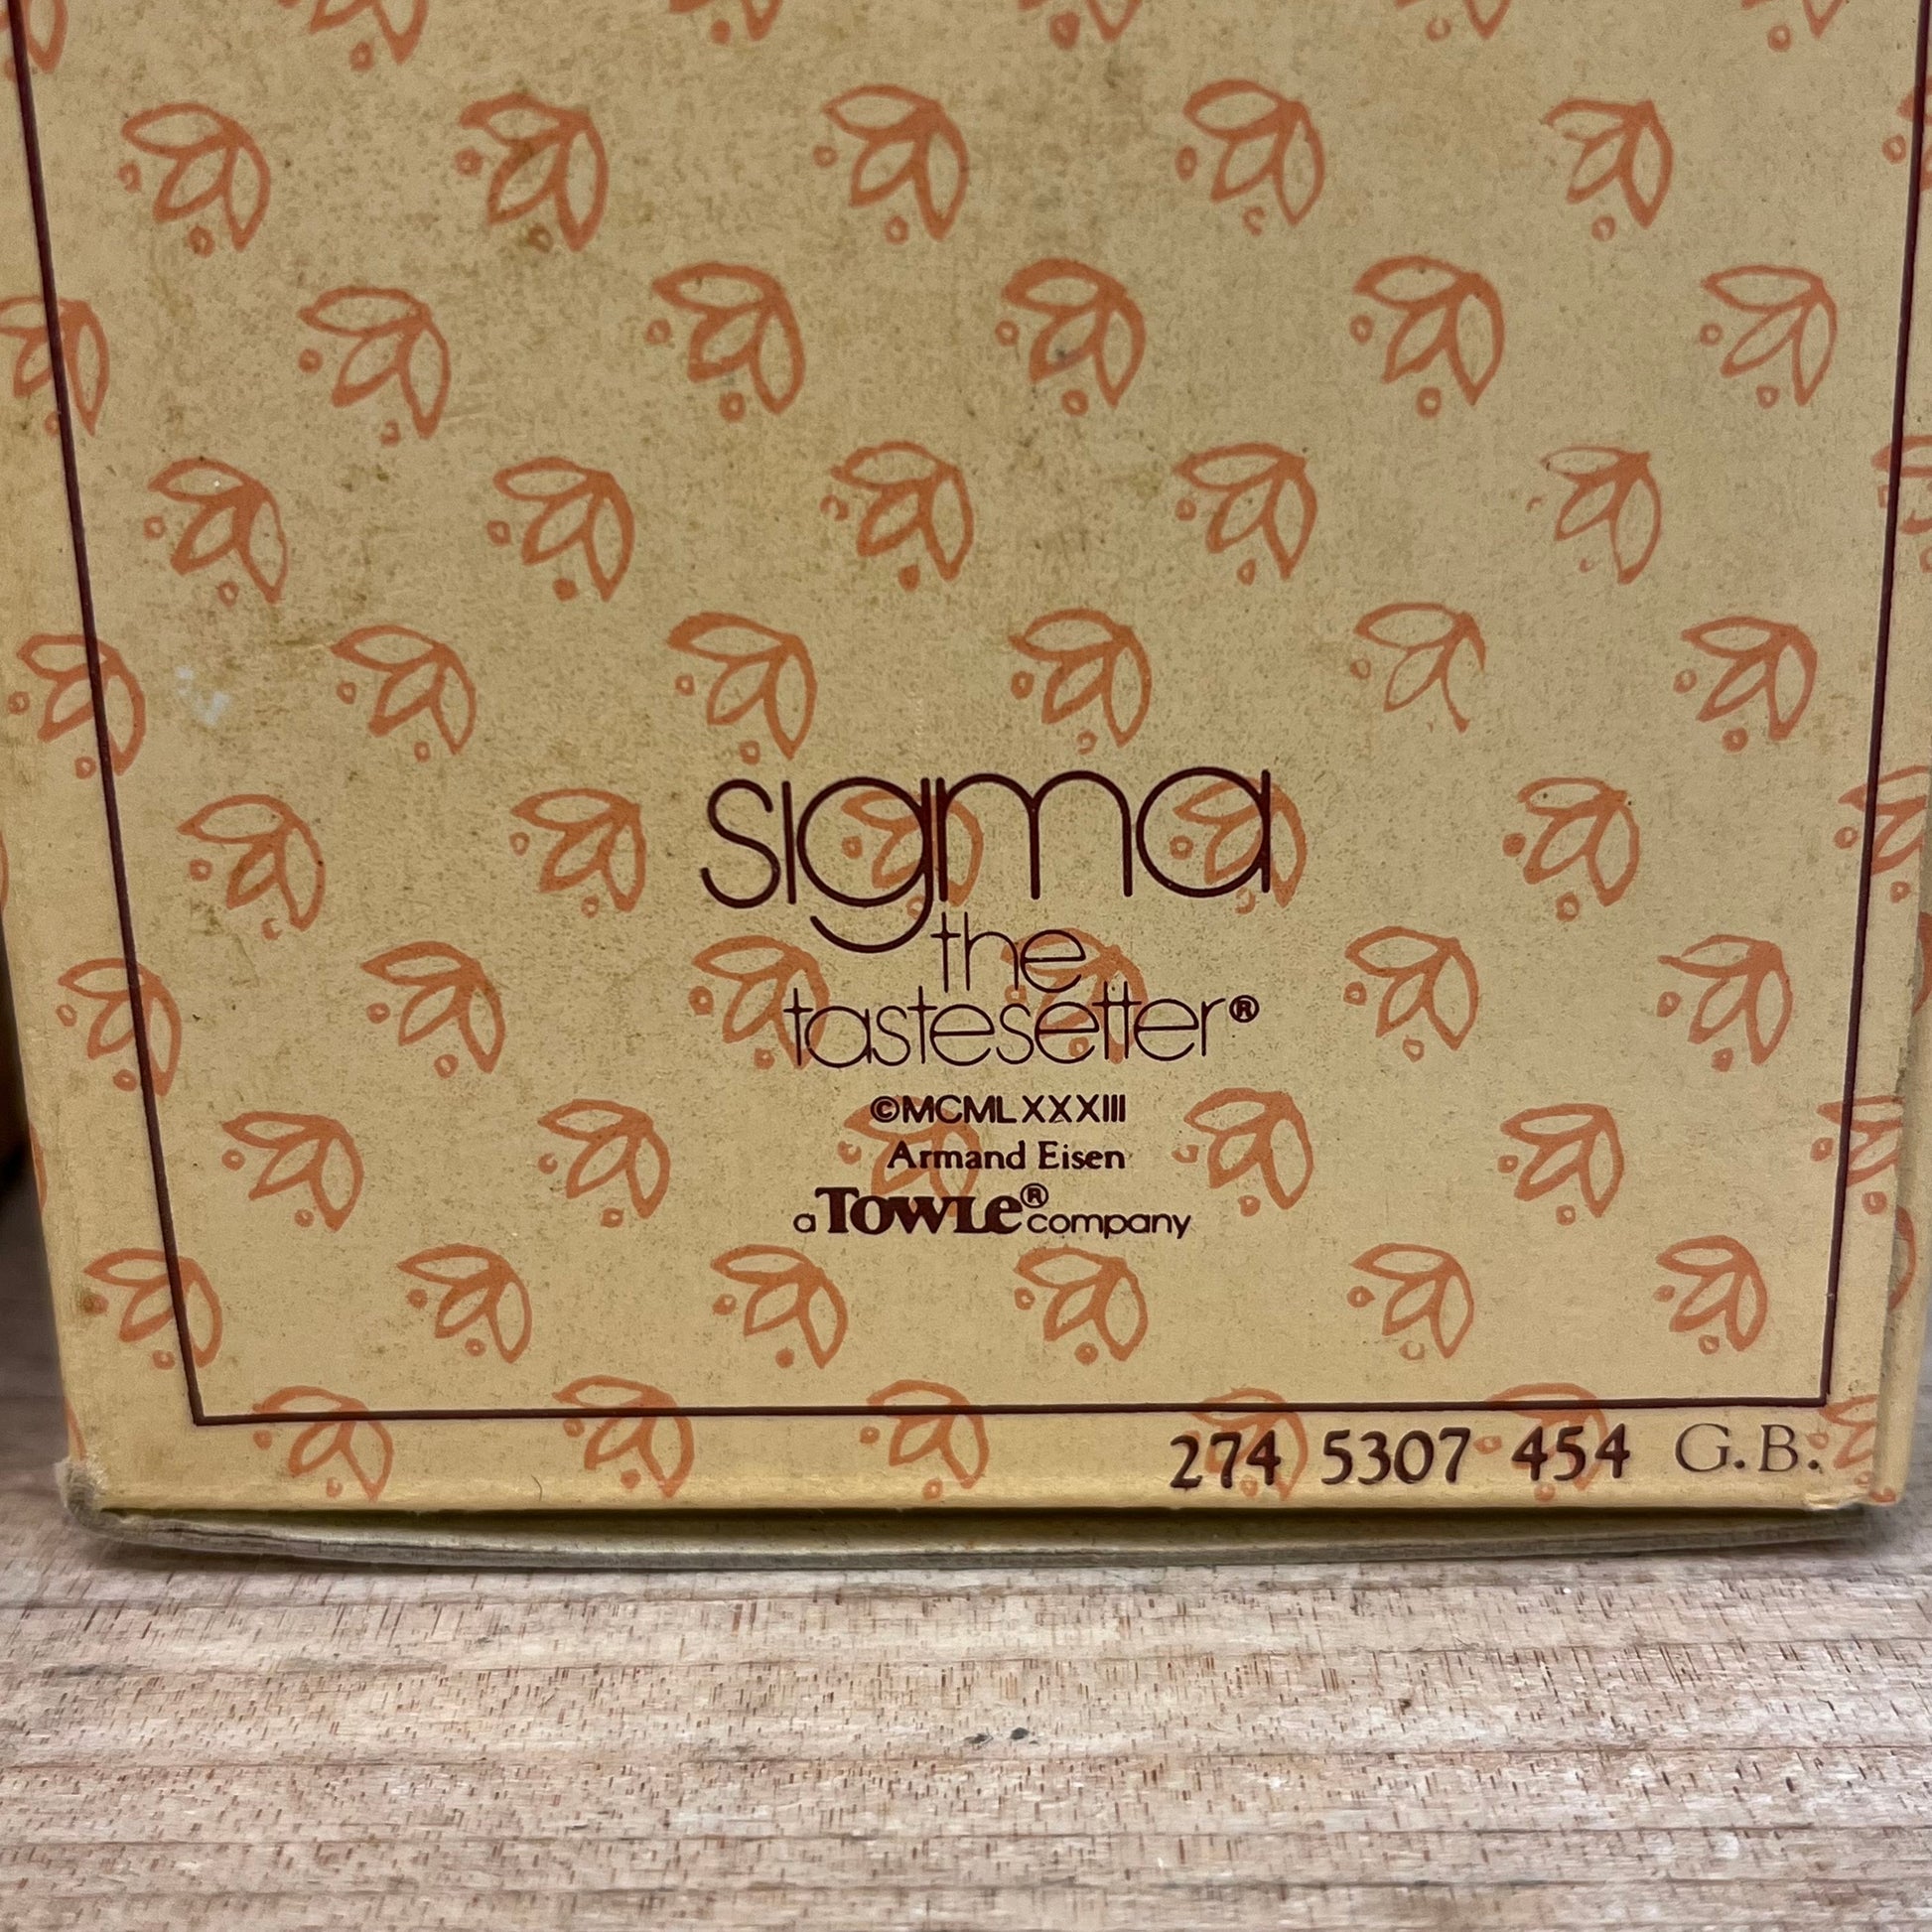 sigma
the
tastesetter®
©MCMLXXXIII
Armand Eisen
a TOWLE® company
274 5307 454 G.B.